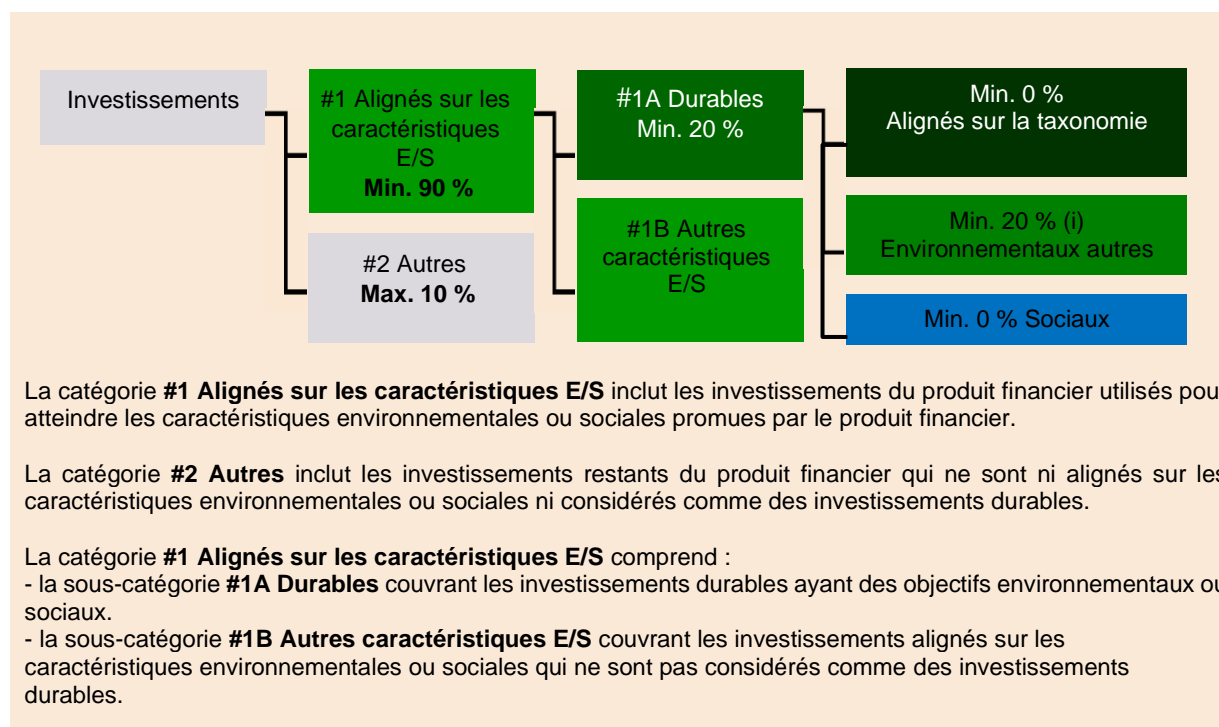 Investissements
#1 Alignés sur les
caractéristiques
E/S
Min. 90 %
#2 Autres
Max. 10 %
#1A Durables
Min. 20 %
#1B Autres
caractéristiques
E/S
Min. 0 %
Alignés sur la taxonomie
Min. 20 % (i)
Environnementaux autres
Min. 0 % Sociaux
La catégorie #1 Alignés sur les caractéristiques E/S inclut les investissements du produit financier utilisés pou
atteindre les caractéristiques environnementales ou sociales promues par le produit financier.
La catégorie #2 Autres inclut les investissements restants du produit financier qui ne sont ni alignés sur les
caractéristiques environnementales ou sociales ni considérés comme des investissements durables.
La catégorie #1 Alignés sur les caractéristiques E/S comprend :
- la sous-catégorie #1A Durables couvrant les investissements durables ayant des objectifs environnementaux ou
sociaux.
- la sous-catégorie #1B Autres caractéristiques E/S couvrant les investissements alignés sur les
caractéristiques environnementales ou sociales qui ne sont pas considérés comme des investissements
durables.